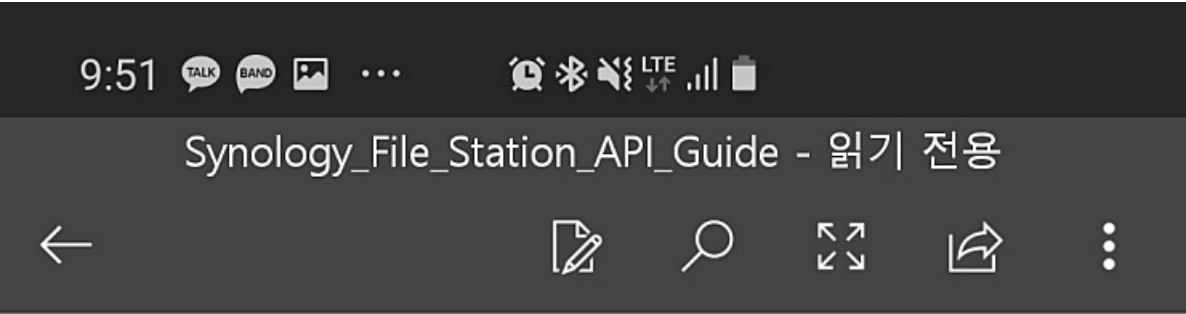 9:51 TALK BAND LTE
Synology_File_Station_API_Guide - 읽기 전용